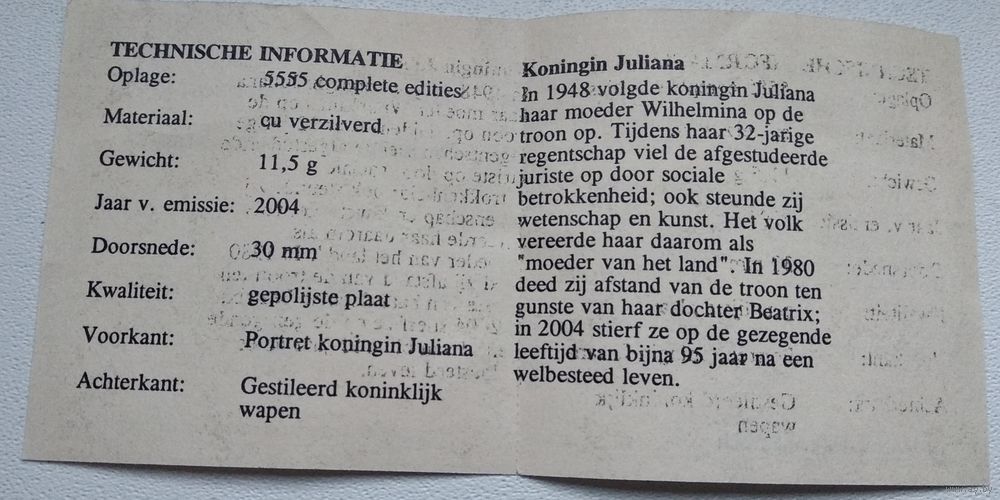 TECHNISCHE INFORMATIE
Oplage: 5555 complete edities
Materiaal: qu verzilverd
Gewicht: 11,5 g
Jaar v. emissie: 2004
Doorsnede: 30 mm
Kwaliteit: gepolijste plaat
Voorkant: Portret koningin Juliana
Achterkant: Gestileerd koninklijk
wapen
Koningin Juliana
In 1948 volgde koningin Juliana
haar moeder Wilhelmina op de
troon op. Tijdens haar 32-jarige
regentschap viel de afgestudeerde
juriste op door sociale
betrokkenheid; ook steunde zij
wetenschap en kunst. Het volk
vereerde haar daarom als
"moeder van het land". In 1980
deed zij afstand van de troon ten
gunste van haar dochter Beatrix;
in 2004 stierf ze op de gezegende
leeftijd van bijna 95 jaar na een
welbesteed leven.